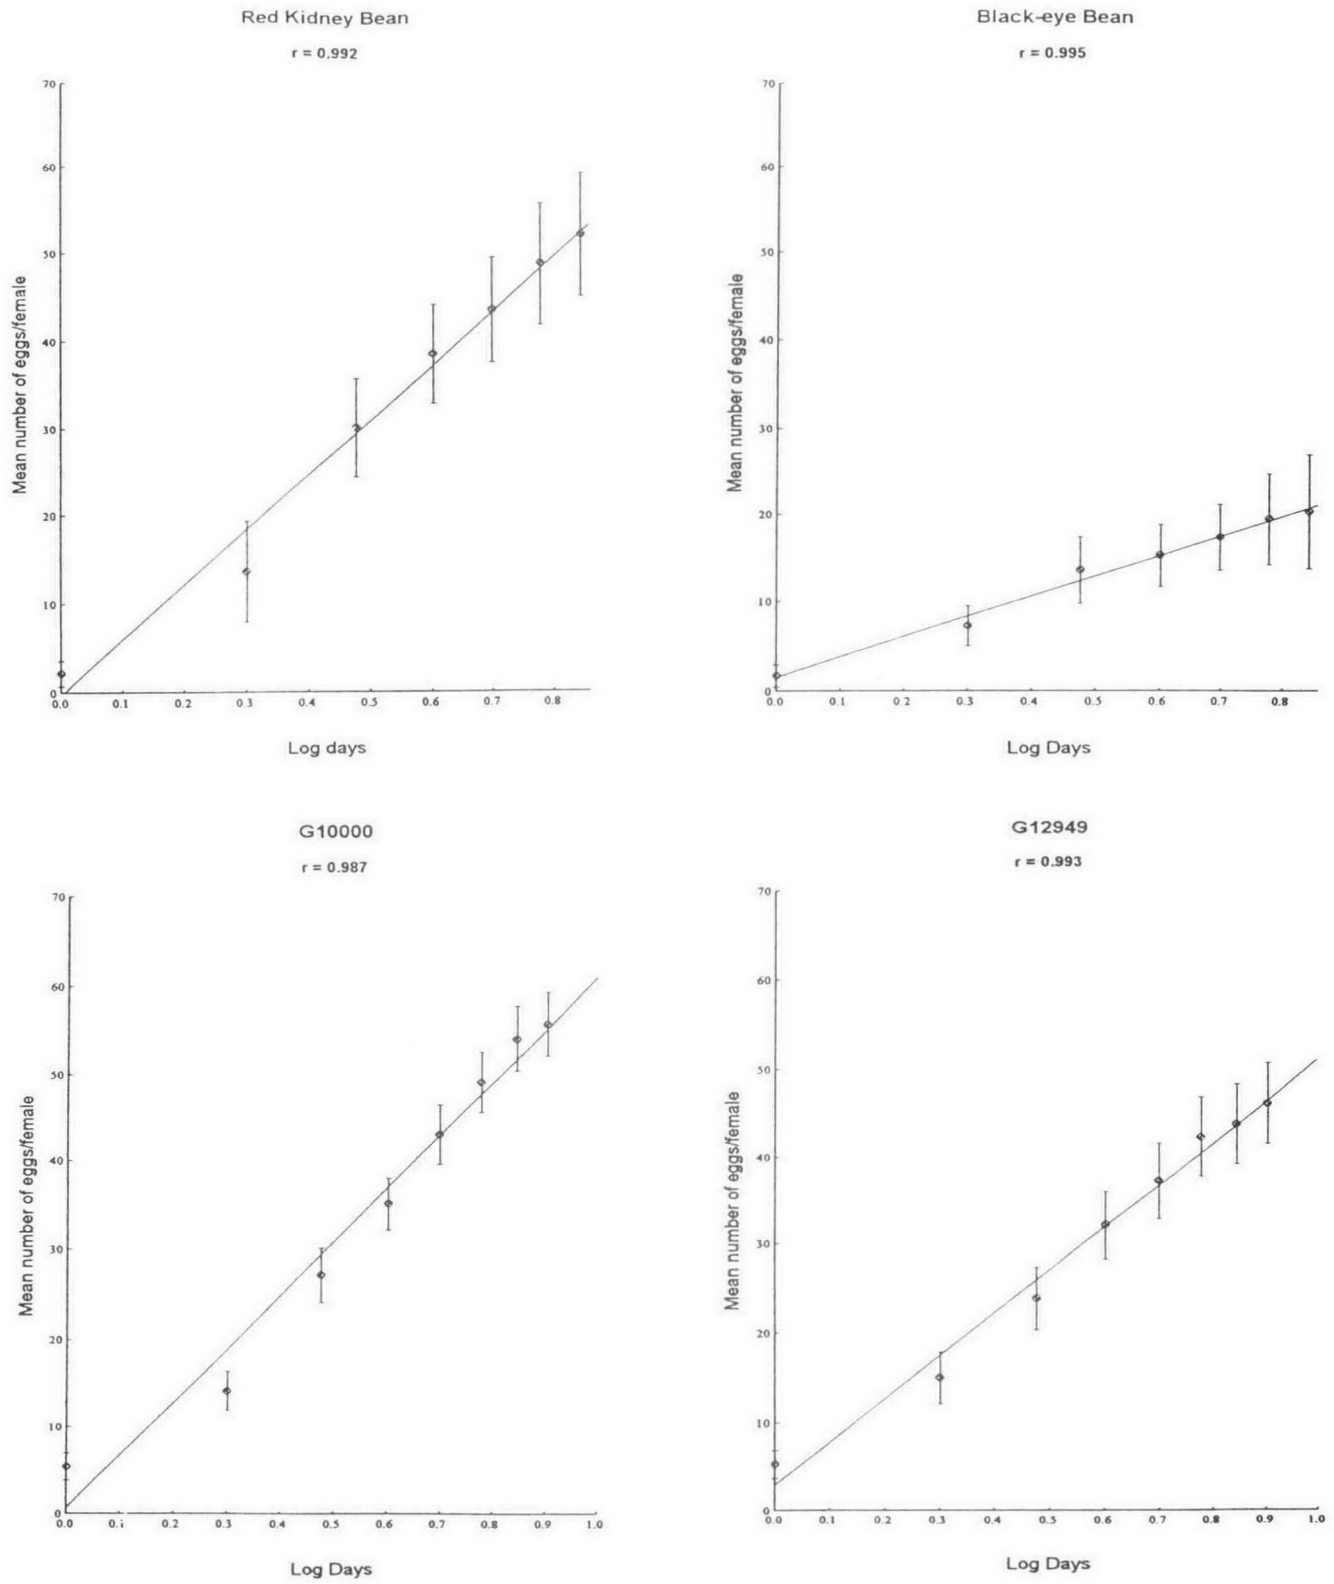 Red Kidney Bean
r = 0.992
70
60
50
40
30
20
10
0
Mean number of eggs/female
0.0 0.1 0.2 0.3 0.4 0.5 0.6 0.7 0.8
Log days
Black-eye Bean
r = 0.995
70
60
50
40
30
20
10
0
Mean number of eggs/female
0.0 0.1 0.2 0.3 0.4 0.5 0.6 0.7 0.8
Log Days
G10000
r = 0.987
70
60
50
40
30
20
10
0
Mean number of eggs/female
0.0 0.1 0.2 0.3 0.4 0.5 0.6 0.7 0.8 0.9 1.0
Log Days
G12949
r = 0.993
70
60
50
40
30
20
10
0
Mean number of eggs/female
0.0 0.1 0.2 0.3 0.4 0.5 0.6 0.7 0.8 0.9 1.0
Log Days